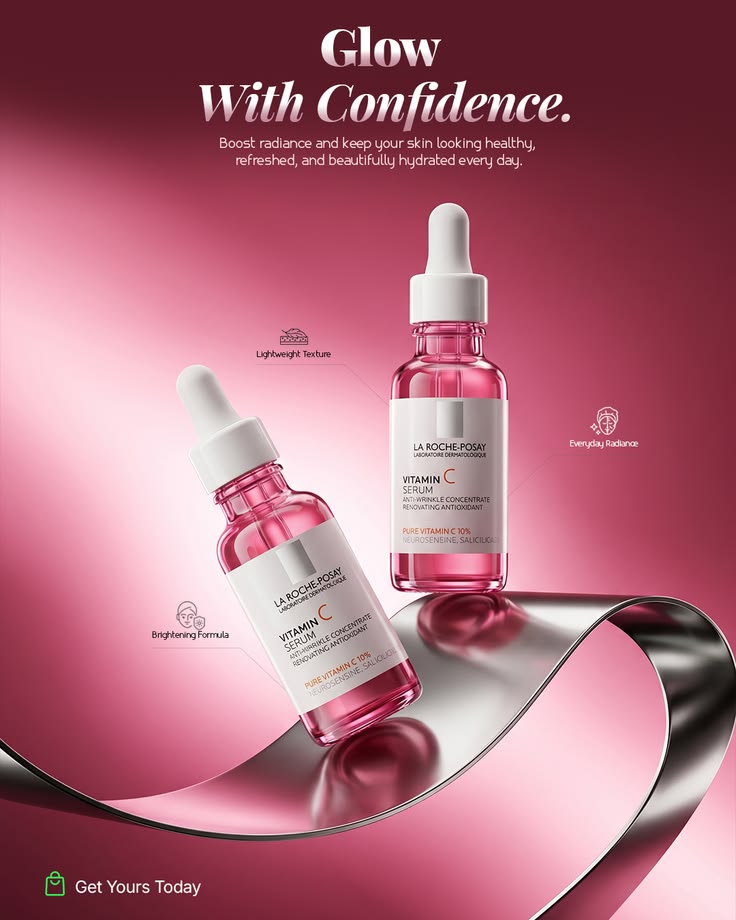 Glow
With Confidence.
Boost radiance and keep your skin looking healthy,
refreshed, and beautifully hydrated every day.
Lightweight Texture
Everyday Radiance
LA ROCHE-POSAY
LABORATOIRE DERMATOLOGIQUE
VITAMIN C
SERUM
ANTI-WRINKLE CONCENTRATE
RENOVATING ANTIOXIDANT
PURE VITAMIN C 10%
Brightening Formula
LA ROCHE-POSAY
LABORATOIRE DERMATOLOGIQUE
VITAMIN C
SERUM
ANTI-WRINKLE CONCENTRATE
RENOVATING ANTIOXIDANT
PURE VITAMIN C 10%
Get Yours Today